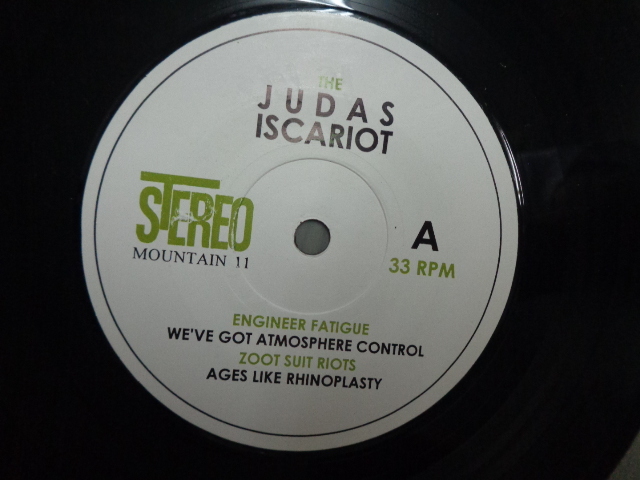 THE
JUDAS
ISCARIOT
STEREO
MOUNTAIN 11
A
33 RPM
ENGINEER FATIGUE
WE'VE GOT ATMOSPHERE CONTROL
ZOOT SUIT RIOTS
AGES LIKE RHINOPLASTY